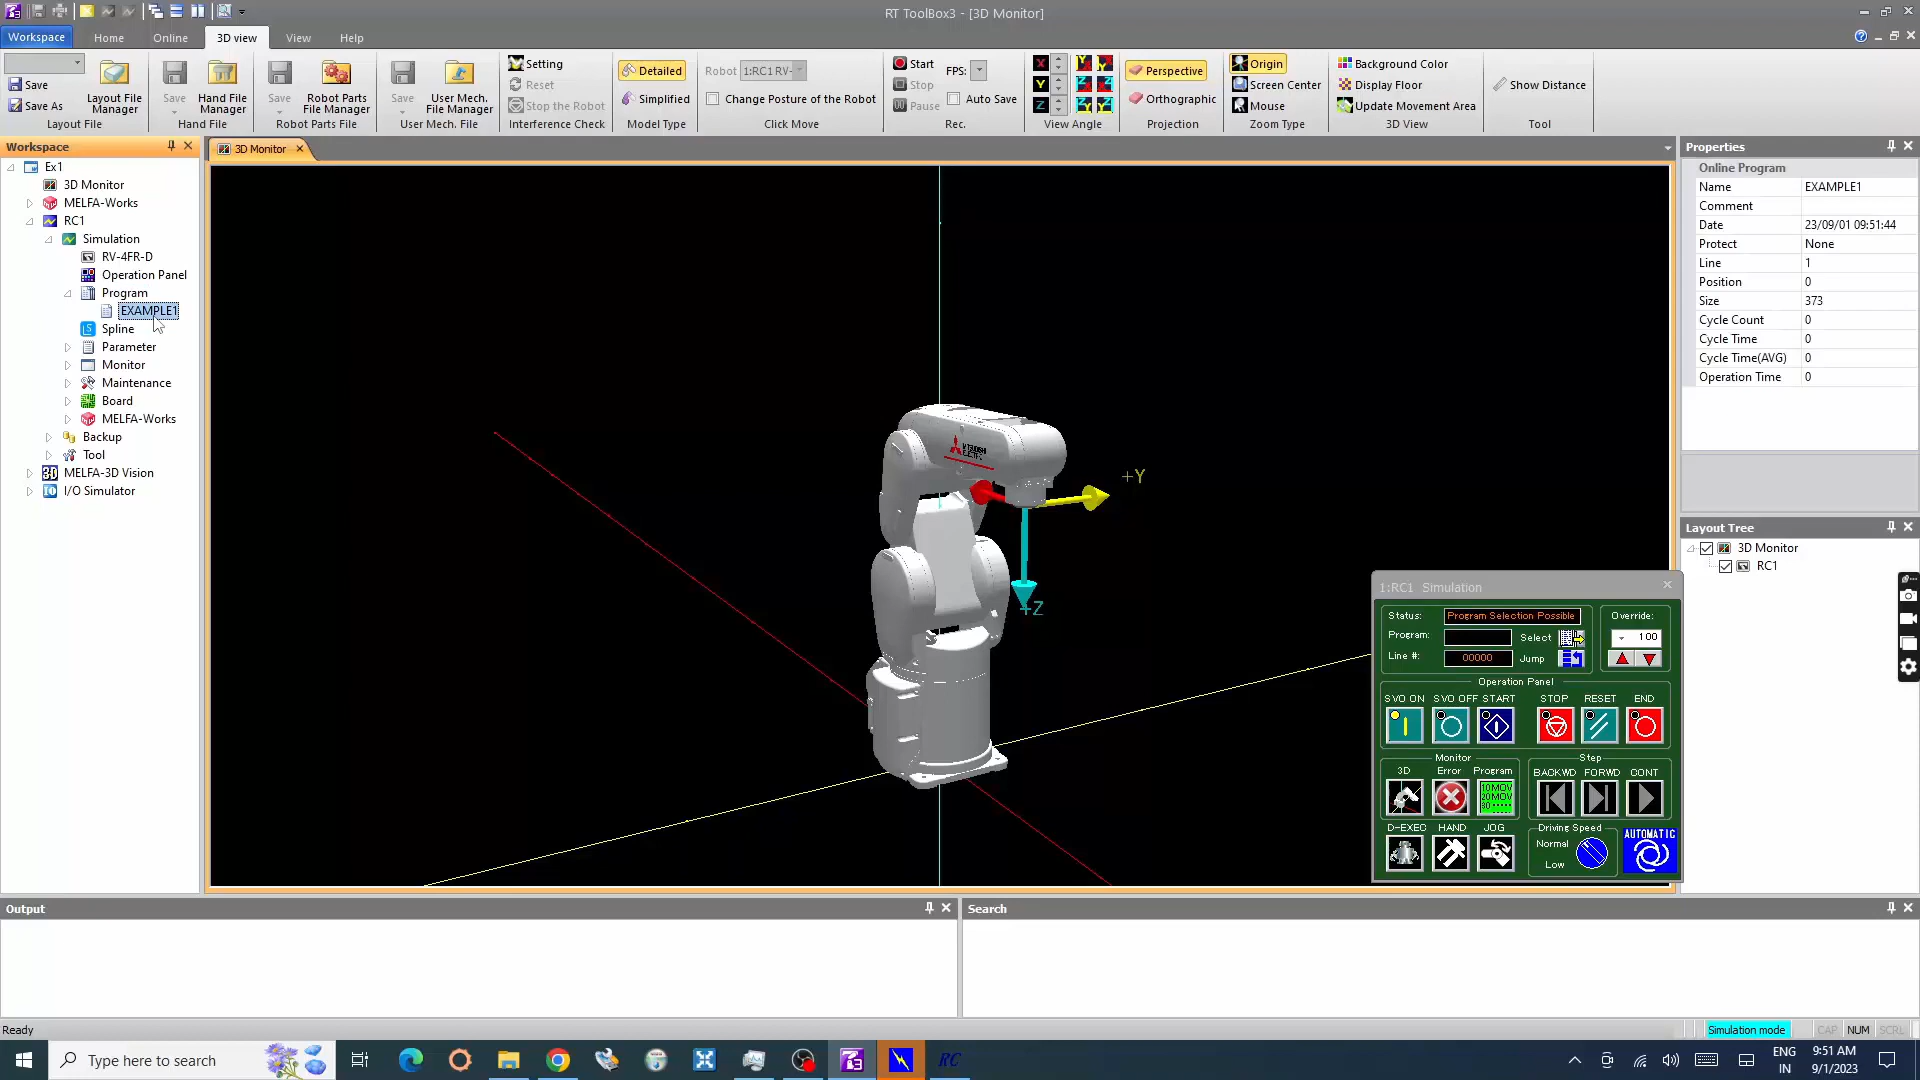 RT ToolBox3 - [3D Monitor]
Workspace
Home
Online
3D view
View
Help
Save
Save As
Layout File
Manager
Layout File
Save
Hand File
Manager
Hand File
Save
Robot Parts
File Manager
Robot Parts File
Save
User Mech.
File Manager
User Mech. File
Setting
Reset
Stop the Robot
Interference Check
Detailed
Simplified
Model Type
Robot 1:RC1 RV-
Change Posture of the Robot
Click Move
Start
Stop
Pause
FPS:
Auto Save
Rec.
X
Y
Z
View Angle
Perspective
Orthographic
Projection
Origin
Screen Center
Mouse
Zoom Type
Background Color
Display Floor
Update Movement Area
3D View
Show Distance
Tool
Workspace
Ex1
3D Monitor
MELFA-Works
RC1
Simulation
RV-4FR-D
Operation Panel
Program
EXAMPLE1
Spline
Parameter
Monitor
Maintenance
Board
MELFA-Works
Backup
Tool
MELFA-3D Vision
I/O Simulator
3D Monitor
MITSUBISHI
ELECTRIC
+Y
+Z
Properties
Online Program
Name EXAMPLE1
Comment
Date 23/09/01 09:51:44
Protect None
Line 1
Position 0
Size 373
Cycle Count 0
Cycle Time 0
Cycle Time(AVG) 0
Operation Time 0
Layout Tree
3D Monitor
RC1
1:RC1 Simulation
Status: Program Selection Possible
Program: Select
Line #: 00000 Jump
Override:
100
Operation Panel
SVO ON SVO OFF START STOP RESET END
Monitor
3D Error Program
10MOV
20MOV
30
Step
BACKWD FORWD CONT
D-EXEC HAND JOG
Driving Speed
Normal
Low
AUTOMATIC
Output
Search
Ready
Simulation mode
CAP NUM SCRL
Type here to search
RC
ENG
IN
9:51 AM
9/1/2023